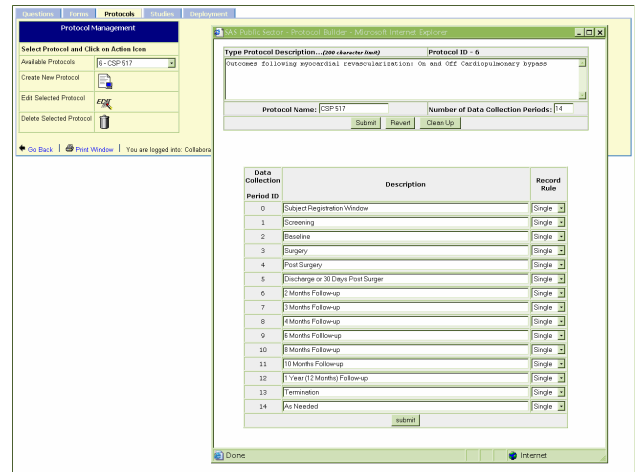 Questions Forms Protocols Studies Deployment
Protocol Management
Select Protocol and Click on Action Icon
Available Protocols 6 - CSP 517
Create New Protocol
Edit Selected Protocol EDIT
Delete Selected Protocol
Go Back | Print Window | You are logged into: Collabora
SAS Public Sector - Protocol Builder - Microsoft Internet Explorer
Type Protocol Description...(200 character limit) Protocol ID - 6
Outcomes following myocardial revascularization: On and Off Cardiopulmonary bypass
Protocol Name: CSP 517 Number of Data Collection Periods: 14
Submit Revert Clean Up
Data Collection Period ID Description Record Rule
0 Subject Registration Window Single
1 Screening Single
2 Baseline Single
3 Surgery Single
4 Post Surgery Single
5 Discharge or 30 Days Post Surger Single
6 2 Months Follow-up Single
7 3 Months Follow-up Single
8 4 Months Follow-up Single
9 6 Months Follow-up Single
10 8 Months Follow-up Single
11 10 Months Follow-up Single
12 1 Year (12 Months) Follow-up Single
13 Termination Single
14 As Needed Single
submit
Done Internet